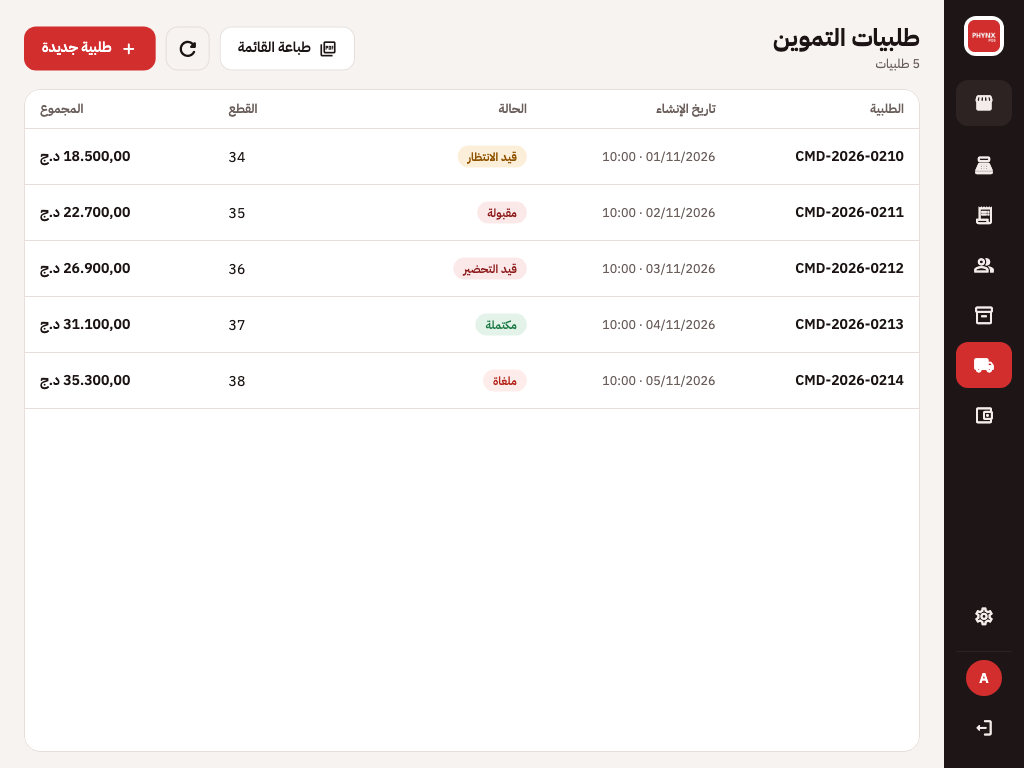 PHYNX
طلبيات التموين
5 طلبيات
طباعة القائمة
طلبية جديدة
الطلبية تاريخ الإنشاء الحالة القطع المجموع
CMD-2026-0210 01/11/2026 · 10:00 قيد الانتظار 34 18.500,00 د.ج
CMD-2026-0211 02/11/2026 · 10:00 مقبولة 35 22.700,00 د.ج
CMD-2026-0212 03/11/2026 · 10:00 قيد التحضير 36 26.900,00 د.ج
CMD-2026-0213 04/11/2026 · 10:00 مكتملة 37 31.100,00 د.ج
CMD-2026-0214 05/11/2026 · 10:00 ملغاة 38 35.300,00 د.ج
A